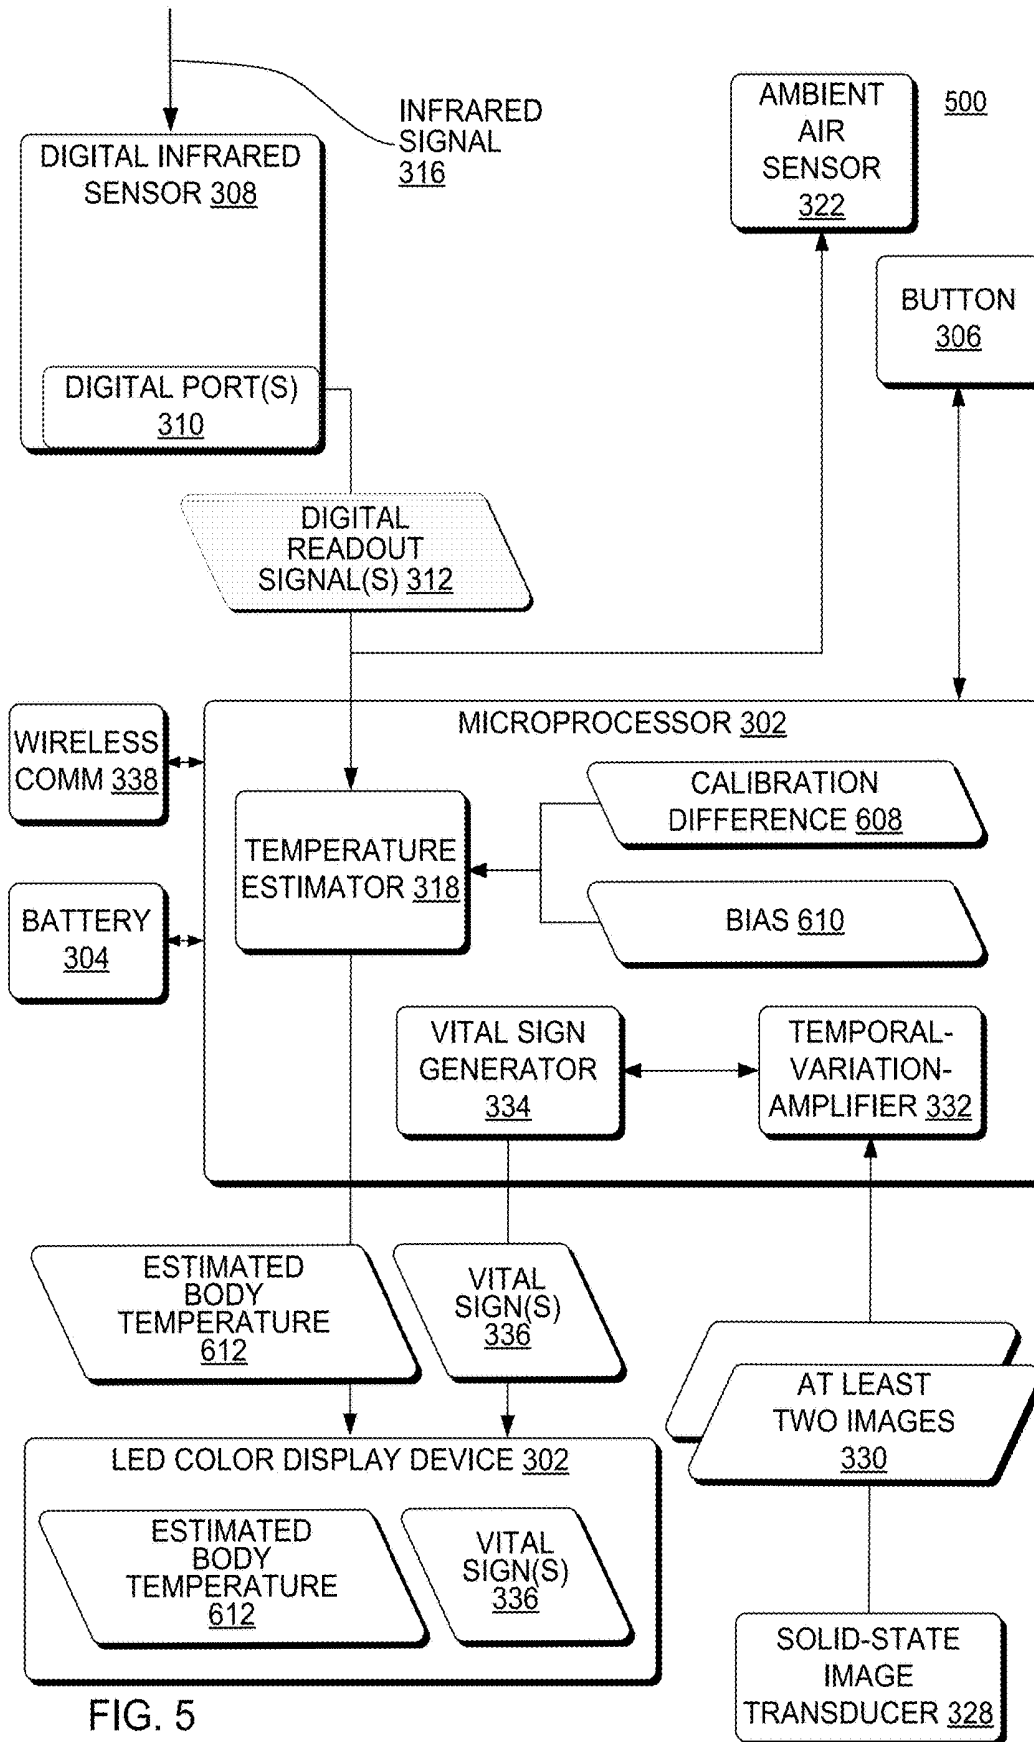 INFRARED
SIGNAL
316
AMBIENT
AIR
SENSOR
322
500
DIGITAL INFRARED
SENSOR 308
BUTTON
306
DIGITAL PORT(S)
310
DIGITAL
READOUT
SIGNAL(S) 312
MICROPROCESSOR 302
WIRELESS
COMM 338
CALIBRATION
DIFFERENCE 608
TEMPERATURE
ESTIMATOR 318
BATTERY
304
BIAS 610
VITAL SIGN
GENERATOR
334
TEMPORAL-
VARIATION-
AMPLIFIER 332
ESTIMATED
BODY
TEMPERATURE
612
VITAL
SIGN(S)
336
AT LEAST
TWO IMAGES
330
LED COLOR DISPLAY DEVICE 302
ESTIMATED
BODY
TEMPERATURE
612
VITAL
SIGN(S)
336
SOLID-STATE
IMAGE
TRANSDUCER 328
FIG. 5